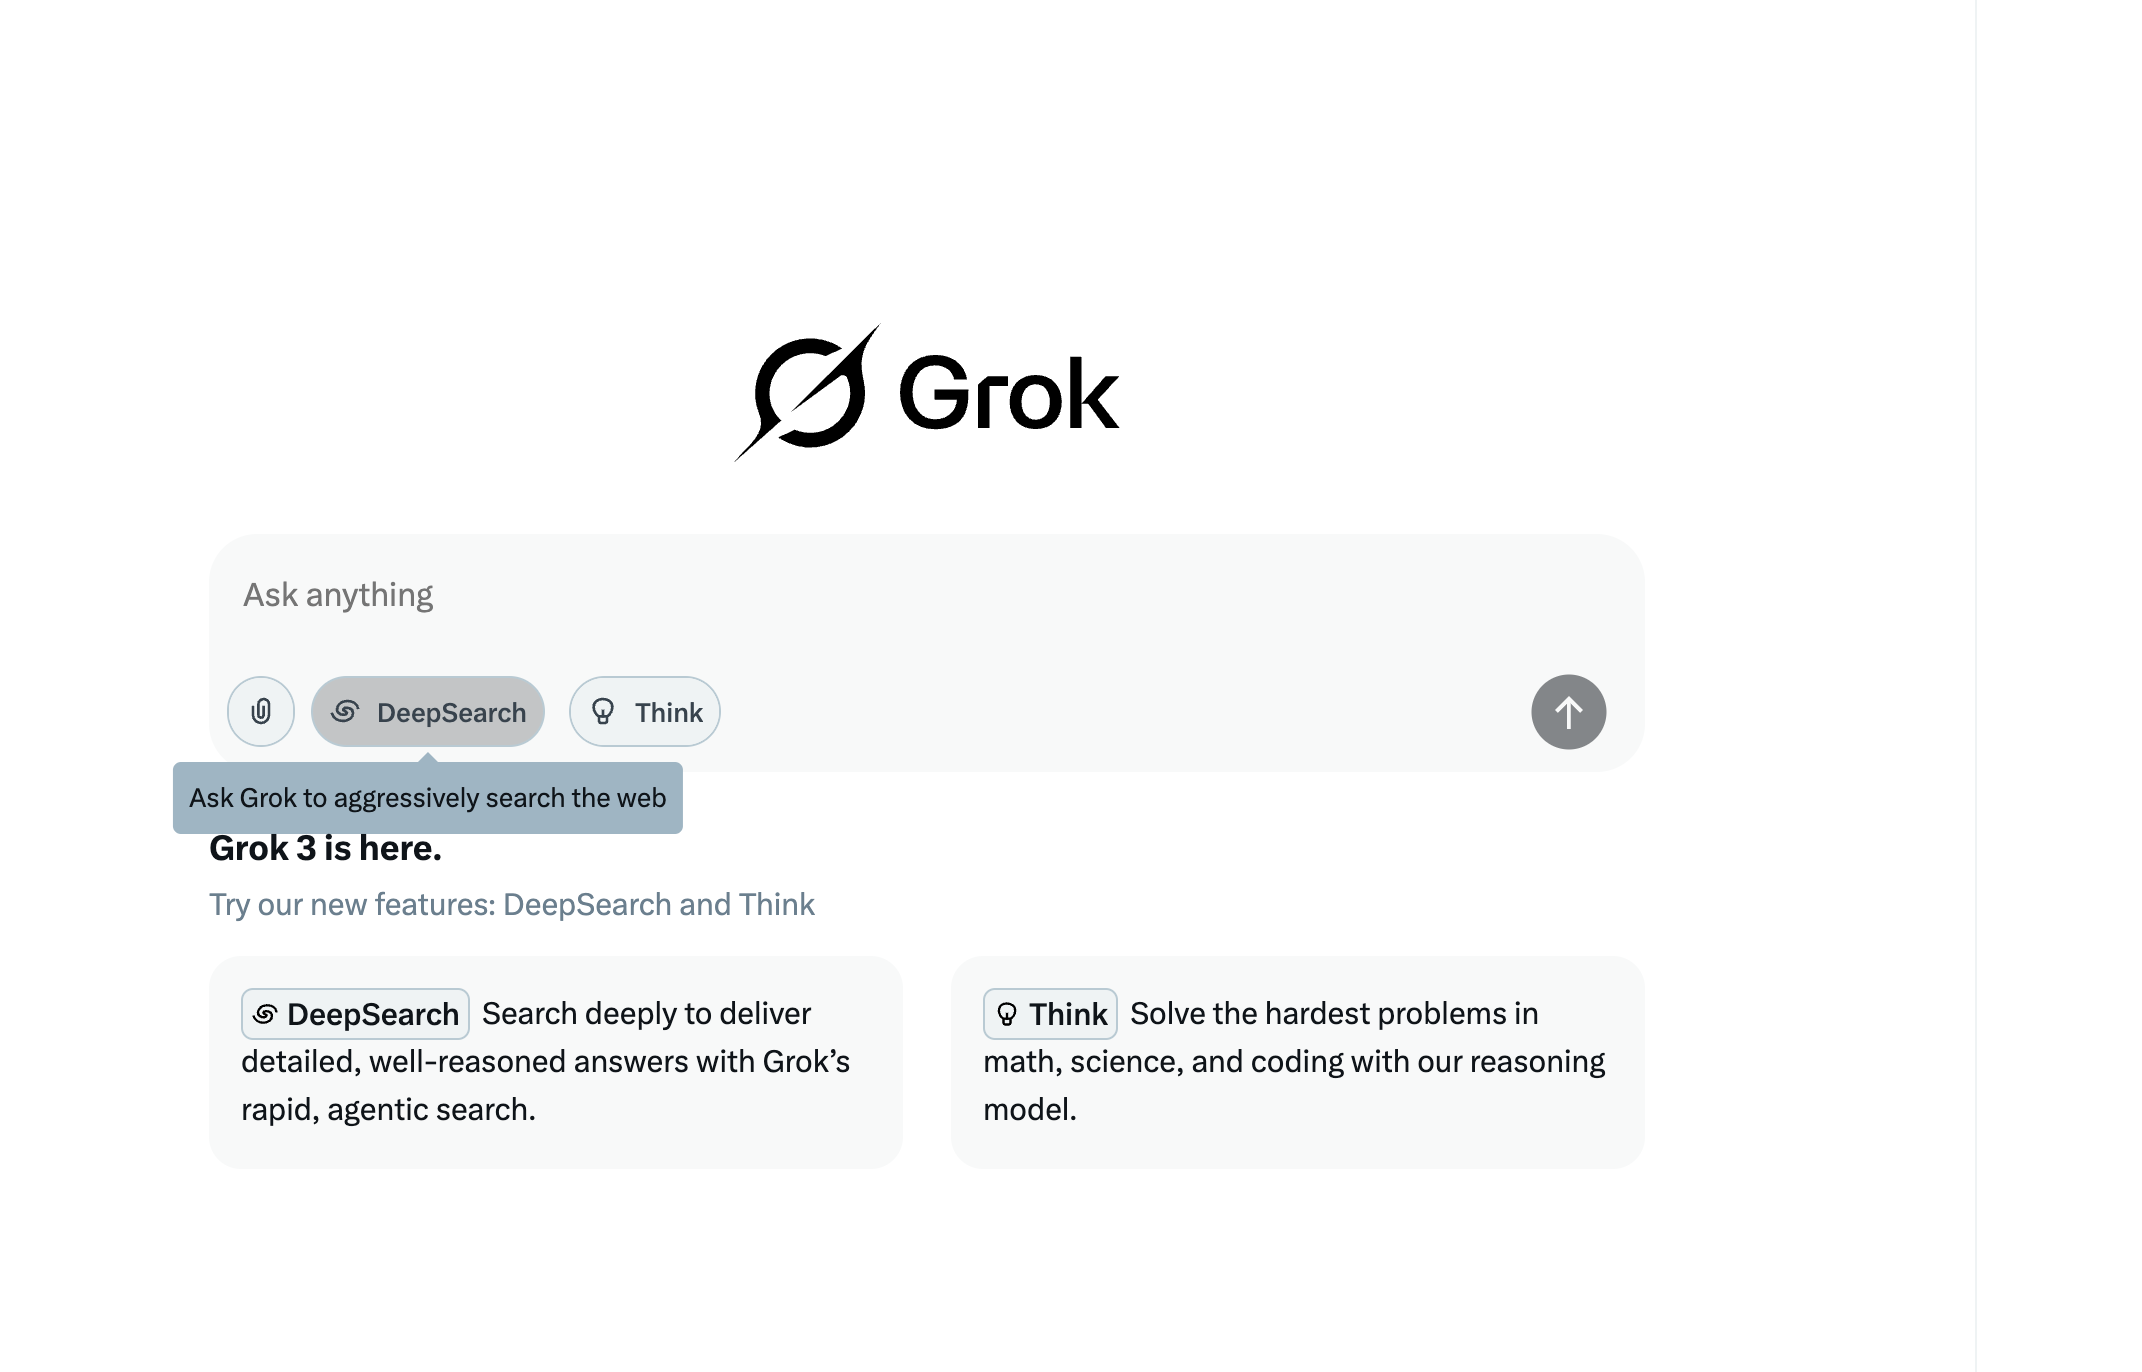 Grok
Ask anything
DeepSearch
Think
Ask Grok to aggressively search the web
Grok 3 is here.
Try our new features: DeepSearch and Think
DeepSearch Search deeply to deliver
detailed, well-reasoned answers with Grok’s
rapid, agentic search.
Think Solve the hardest problems in
math, science, and coding with our reasoning
model.